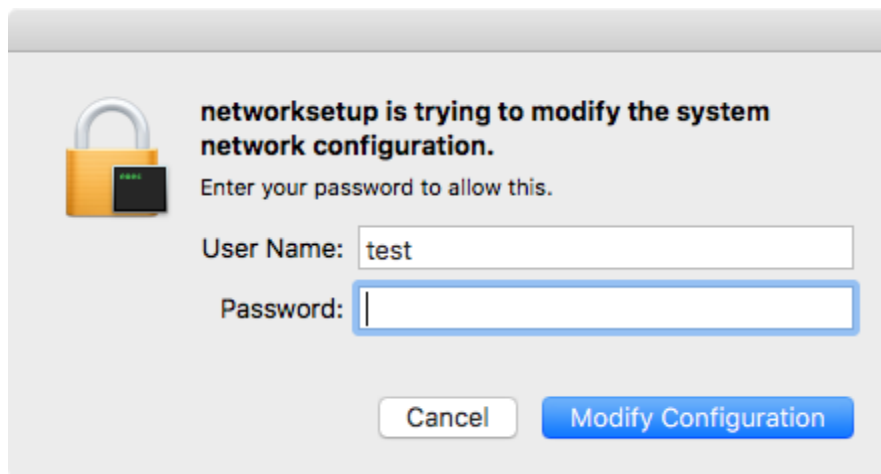 networksetup is trying to modify the system
network configuration.
Enter your password to allow this.
User Name: test
Password:
Cancel Modify Configuration